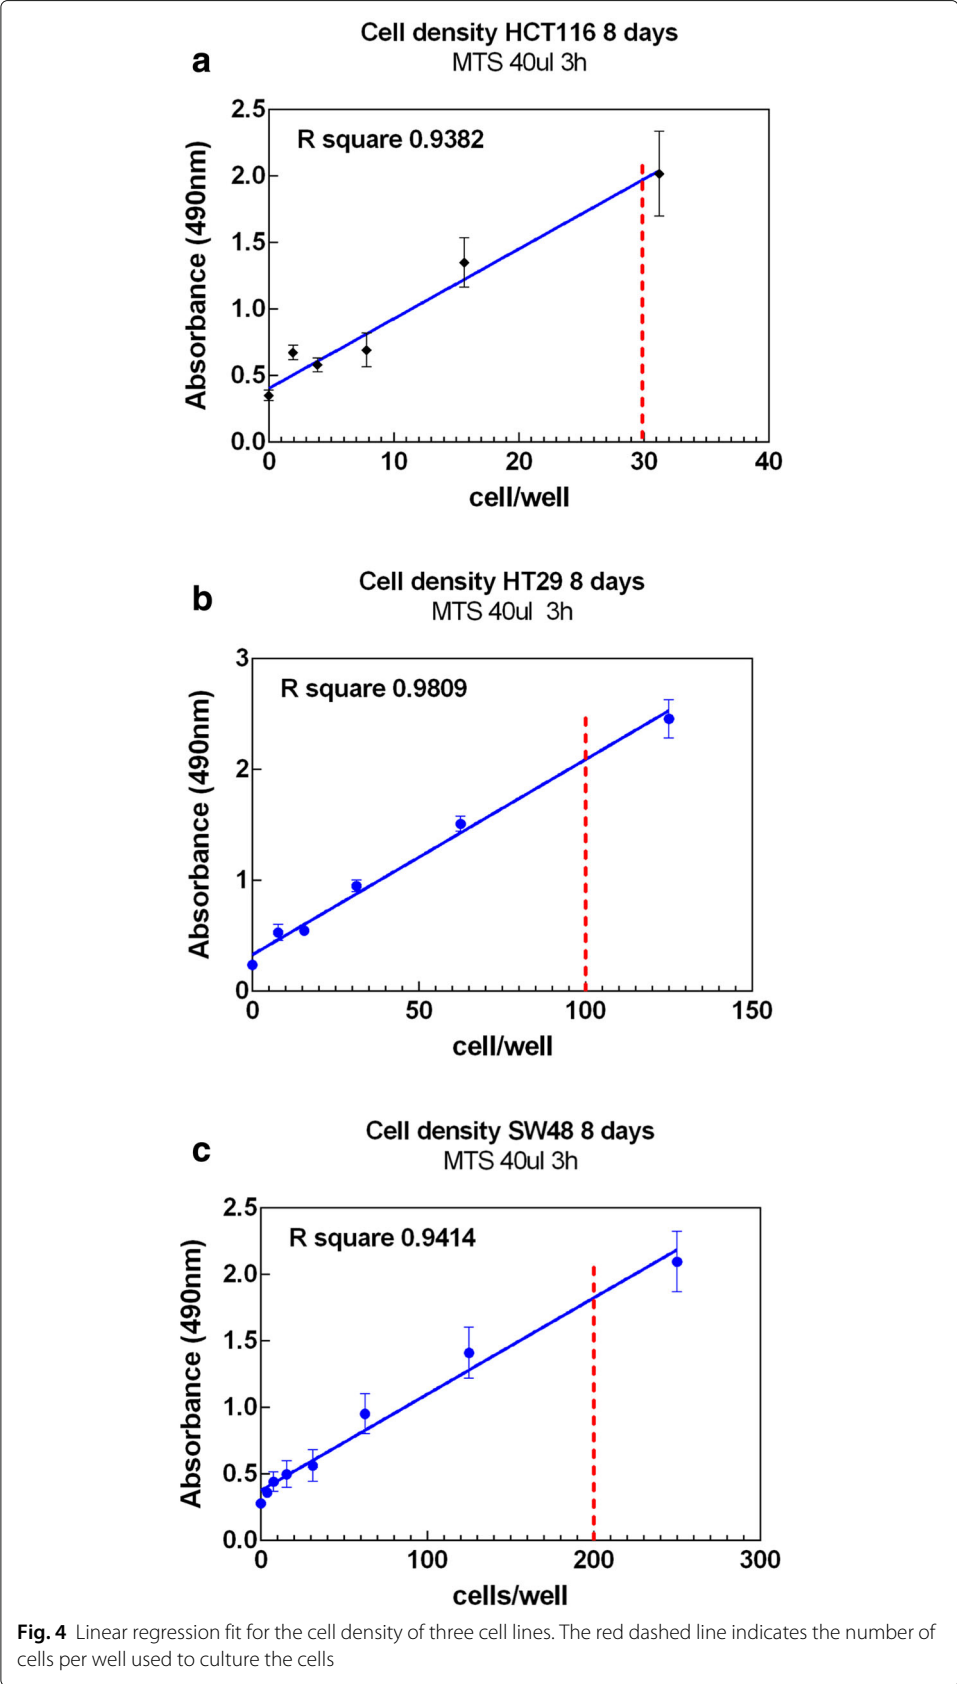 Cell density HCT116 8 days
MTS 40ul 3h
a
R square 0.9382
Absorbance (490nm)
2.5
2.0
1.5
1.0
0.5
0.0
0 10 20 30 40
cell/well
Cell density HT29 8 days
MTS 40ul  3h
b
R square 0.9809
Absorbance (490nm)
3
2
1
0
0 50 100 150
cell/well
Cell density SW48 8 days
MTS 40ul 3h
c
R square 0.9414
Absorbance (490nm)
2.5
2.0
1.5
1.0
0.5
0.0
0 100 200 300
cells/well
Fig. 4 Linear regression fit for the cell density of three cell lines. The red dashed line indicates the number of
cells per well used to culture the cells